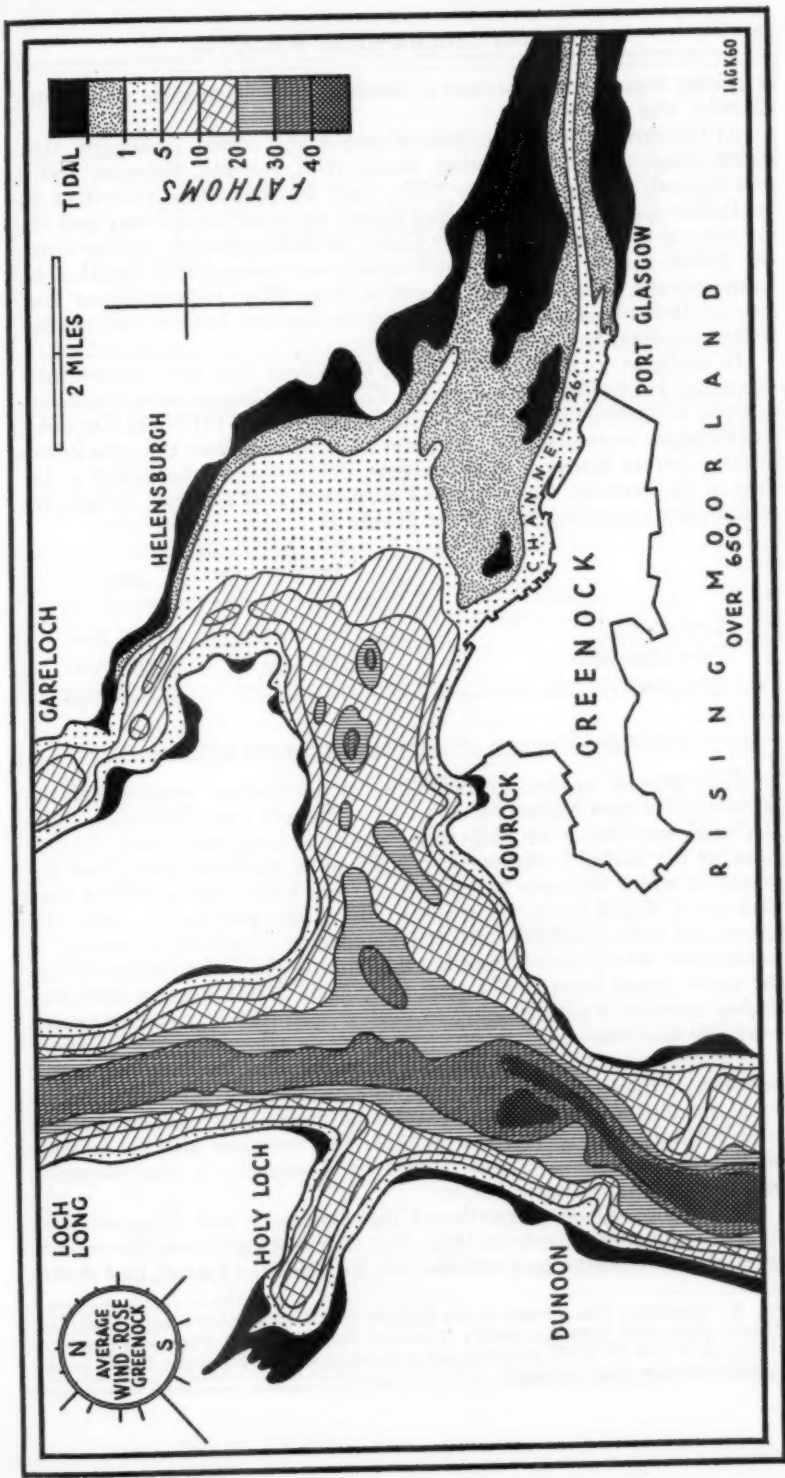 LOCH LONG
GARELOCH
HELENSBURGH
2 MILES
TIDAL
1
5
10
20
30
40
FATHOMS
N
AVERAGE
WIND-ROSE
GREENOCK
S
HOLY LOCH
DUNOON
GOUROCK
GREENOCK
CHANNEL 26'
PORT GLASGOW
RISING MOORLAND
OVER 650'
IAGK60